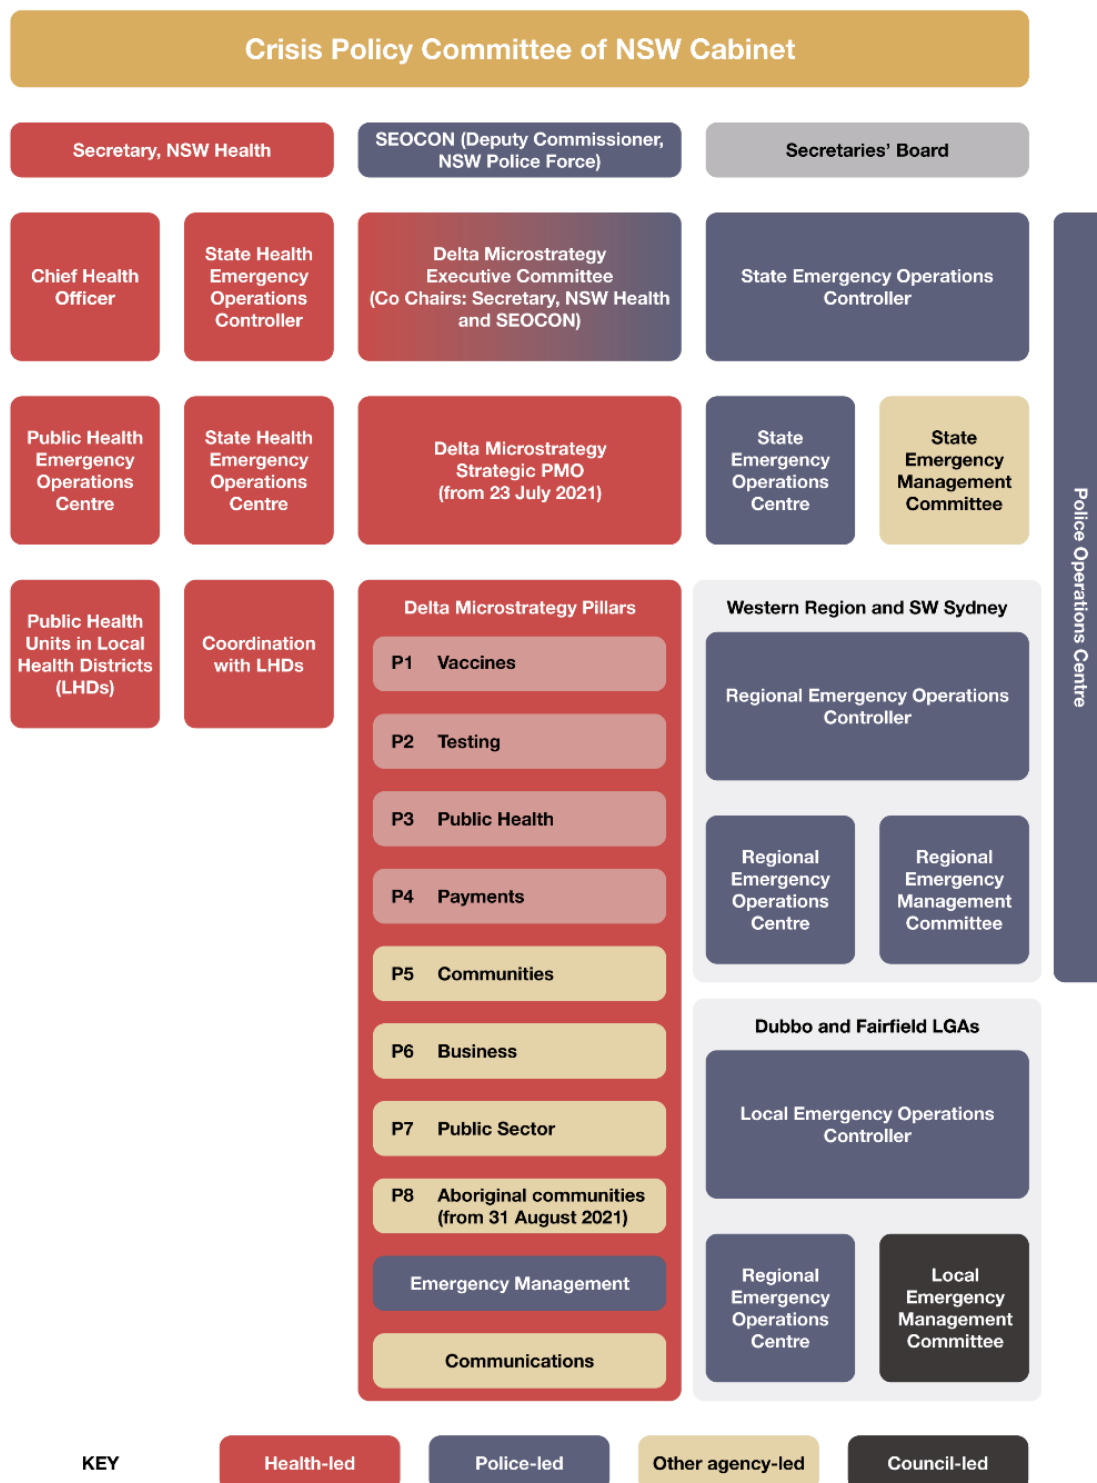 Crisis Policy Committee of NSW Cabinet
Secretary, NSW Health
SEOCON (Deputy Commissioner,
NSW Police Force)
Secretaries’ Board
Chief Health
Officer
State Health
Emergency
Operations
Controller
Delta Microstrategy
Executive Committee
(Co Chairs: Secretary, NSW Health
and SEOCON)
State Emergency Operations
Controller
Police Operations Centre
Public Health
Emergency
Operations
Centre
State Health
Emergency
Operations
Centre
Delta Microstrategy
Strategic PMO
(from 23 July 2021)
State
Emergency
Operations
Centre
State
Emergency
Management
Committee
Public Health
Units in Local
Health Districts
(LHDs)
Coordination
with LHDs
Delta Microstrategy Pillars
P1 Vaccines
P2 Testing
P3 Public Health
P4 Payments
P5 Communities
P6 Business
P7 Public Sector
P8 Aboriginal communities
(from 31 August 2021)
Emergency Management
Communications
Western Region and SW Sydney
Regional Emergency Operations
Controller
Regional
Emergency
Operations
Centre
Regional
Emergency
Management
Committee
Dubbo and Fairfield LGAs
Local Emergency Operations
Controller
Regional
Emergency
Operations
Centre
Local
Emergency
Management
Committee
KEY
Health-led
Police-led
Other agency-led
Council-led